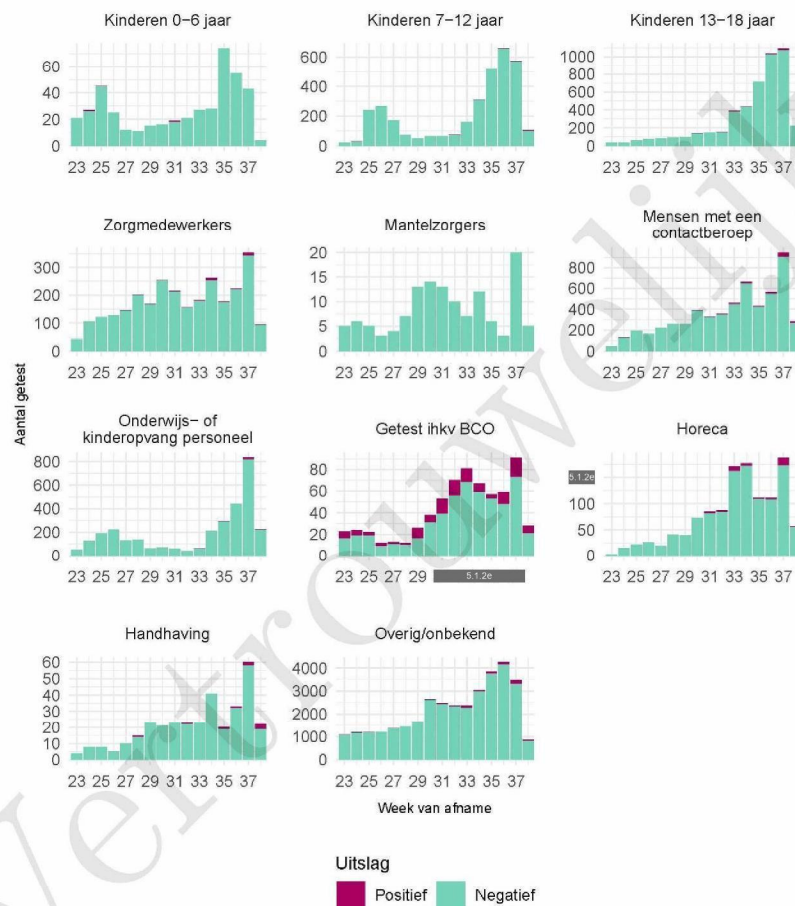 Kinderen 0–6 jaar
Kinderen 7–12 jaar
Kinderen 13–18 jaar
60
40
20
0
23 25 27 29 31 33 35 37
600
400
200
0
23 25 27 29 31 33 35 37
1000
800
600
400
200
0
23 25 27 29 31 33 35 37
Zorgmedewerkers
Mantelzorgers
Mensen met een
contactberoep
300
200
100
0
23 25 27 29 31 33 35 37
20
15
10
5
0
23 25 27 29 31 33 35 37
800
600
400
200
0
23 25 27 29 31 33 35 37
Aantal getest
Onderwijs– of
kinderopvang personeel
Getest ihkv BCO
Horeca
800
600
400
200
0
23 25 27 29 31 33 35 37
80
60
40
20
0
23 25 27 29
5.1.2e
5.1.2e
100
50
0
23 25 27 29 31 33 35 37
Handhaving
Overig/onbekend
60
50
40
30
20
10
0
23 25 27 29 31 33 35 37
4000
3000
2000
1000
0
23 25 27 29 31 33 35 37
Week van afname
Uitslag
Positief
Negatief
Vertrouwelijk